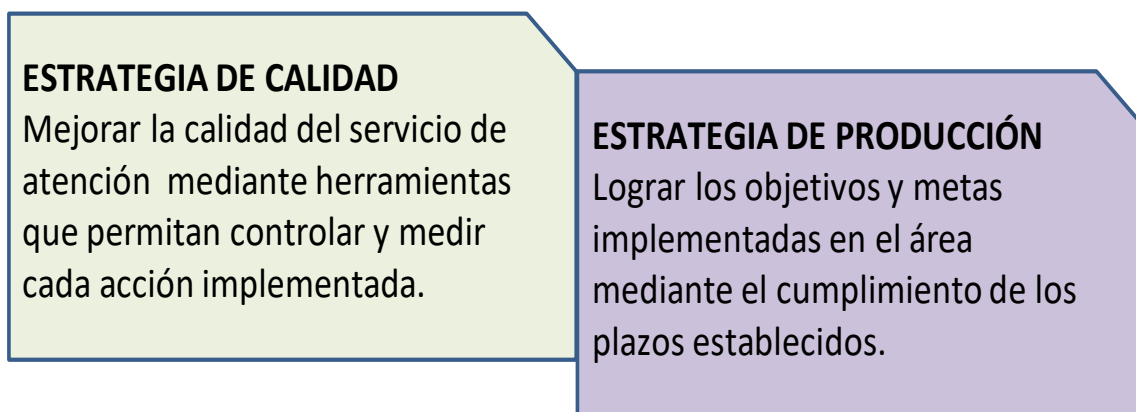 ESTRATEGIA DE CALIDAD
Mejorar la calidad del servicio de
atención mediante herramientas
que permitan controlar y medir
cada acción implementada.
ESTRATEGIA DE PRODUCCIÓN
Lograr los objetivos y metas
implementadas en el área
mediante el cumplimiento de los
plazos establecidos.